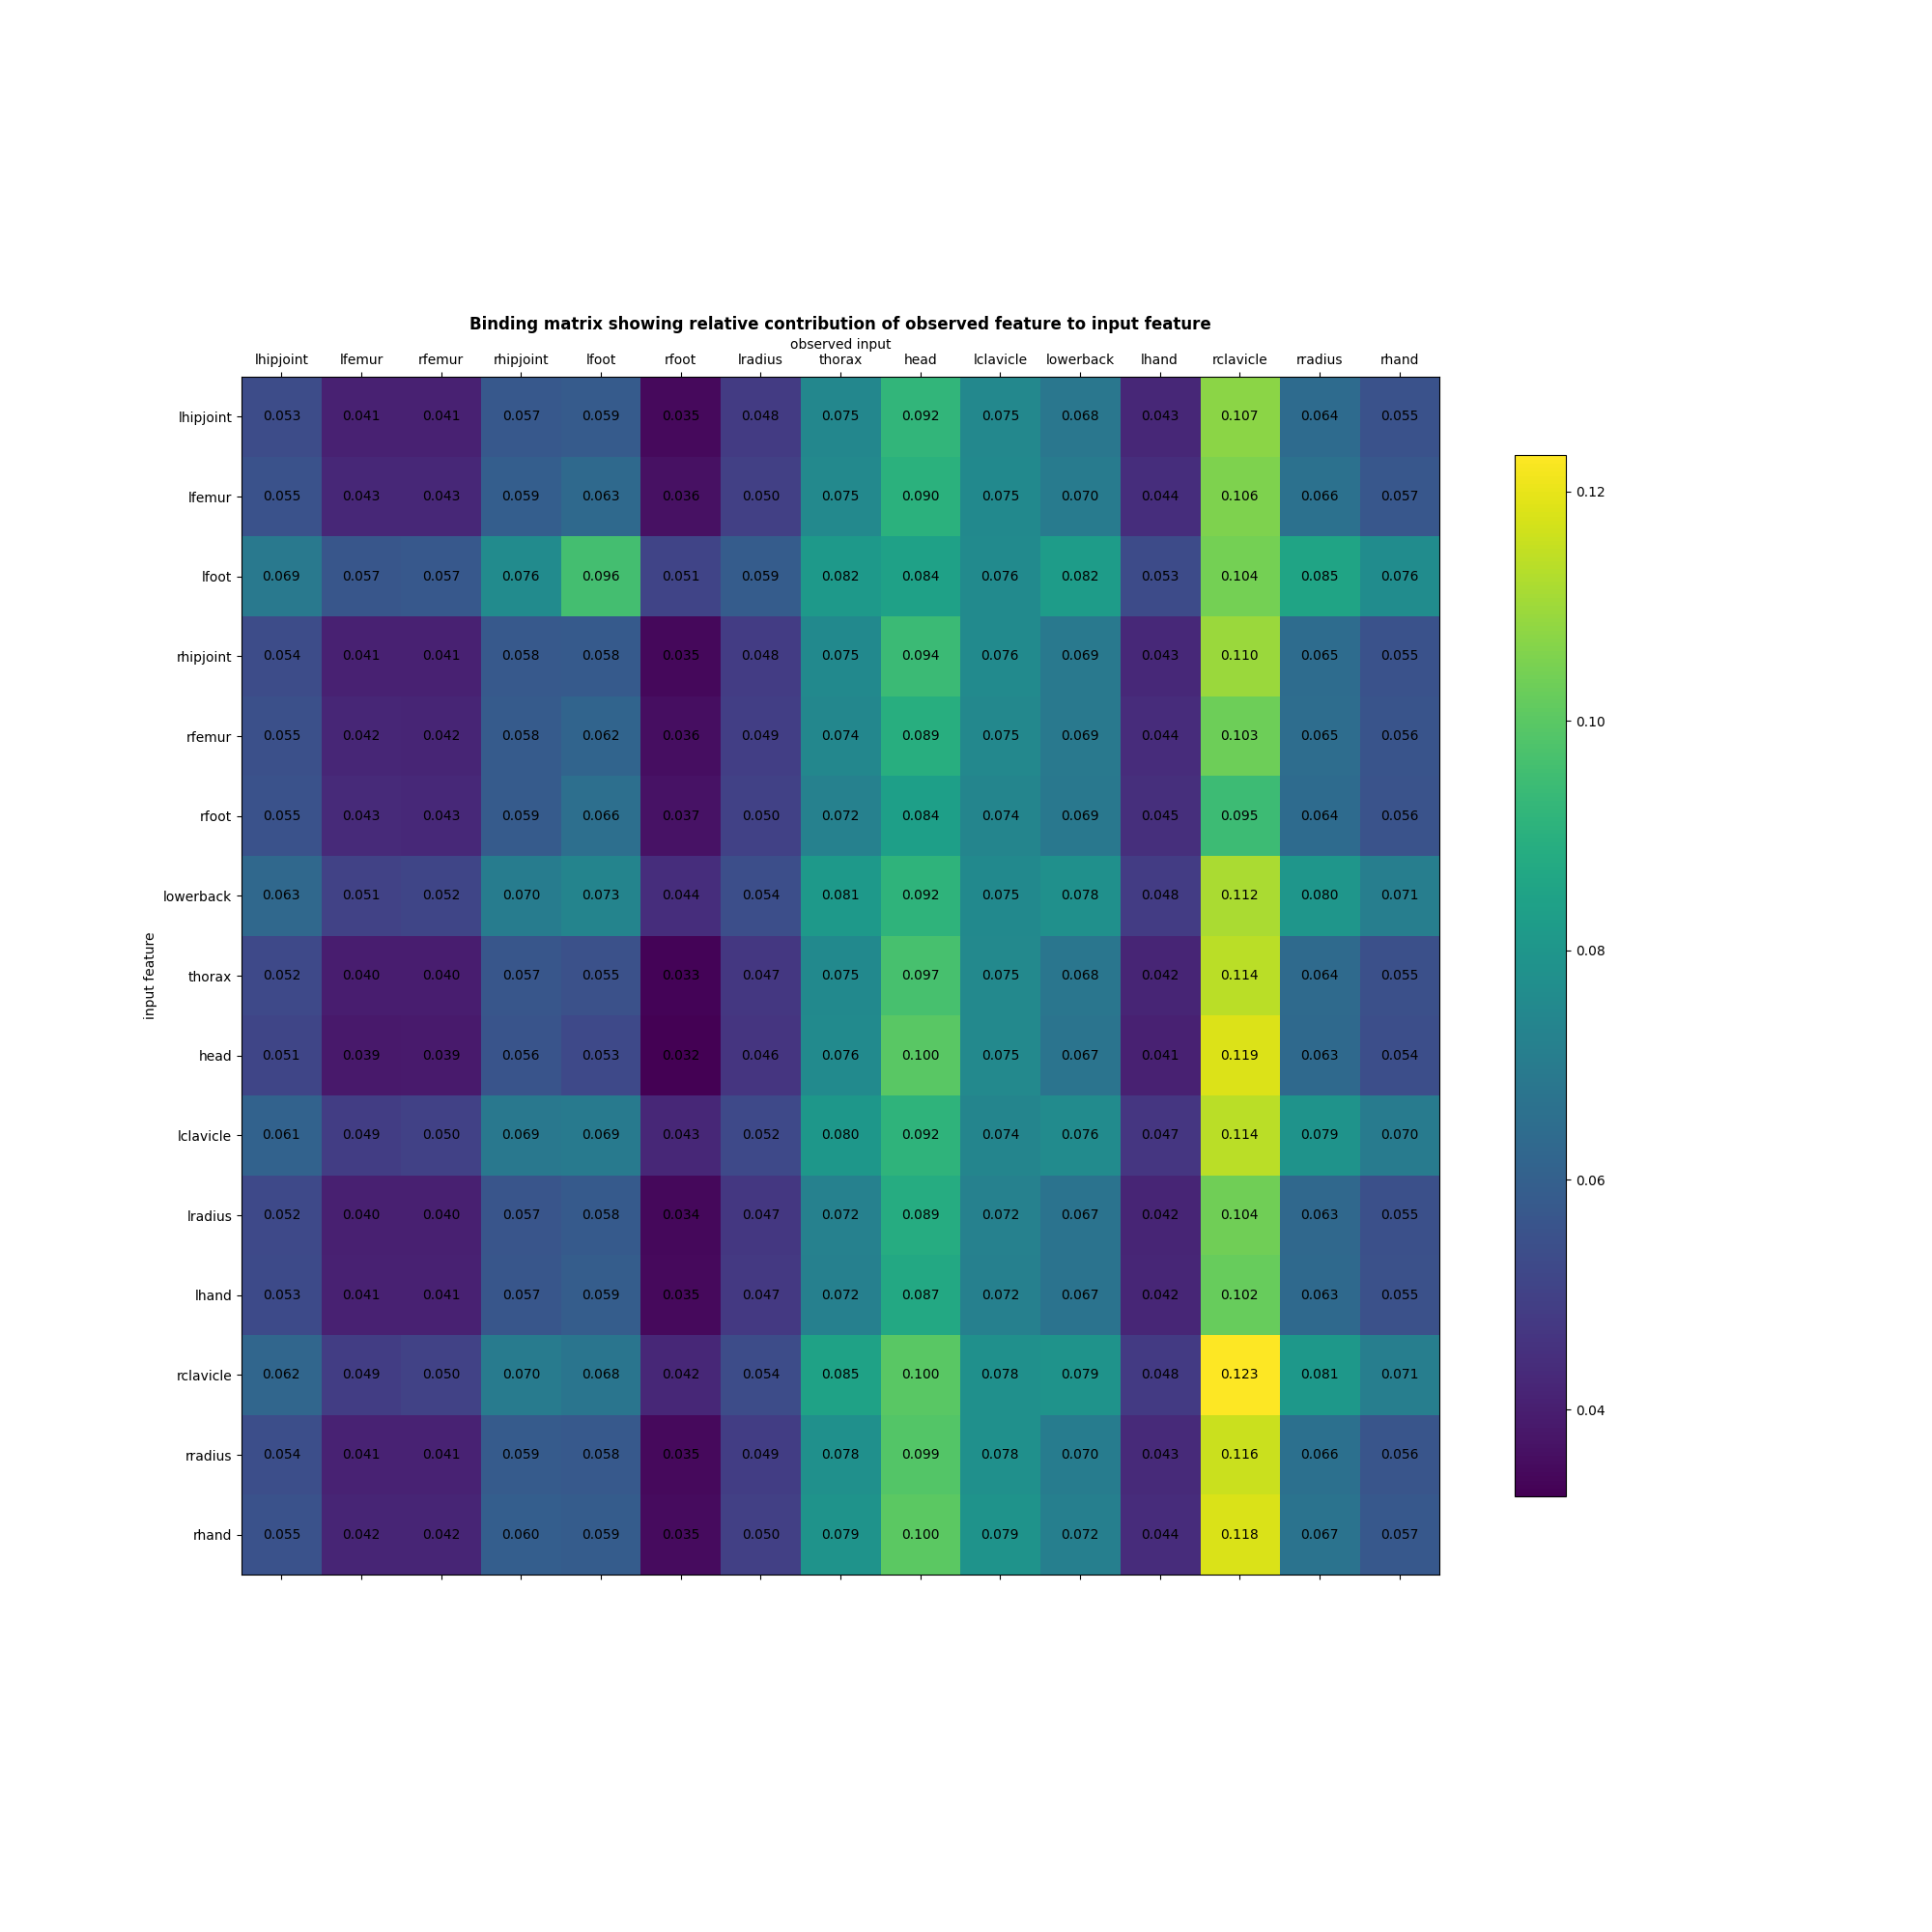 Binding matrix showing relative contribution of observed feature to input feature
observed input
lhipjoint lfemur rfemur rhipjoint lfoot rfoot lradius thorax head lclavicle lowerback lhand rclavicle rradius rhand
lhipjoint 0.053 0.041 0.041 0.057 0.059 0.035 0.048 0.075 0.092 0.075 0.068 0.043 0.107 0.064 0.055
lfemur 0.055 0.043 0.043 0.059 0.063 0.036 0.050 0.075 0.090 0.075 0.070 0.044 0.106 0.066 0.057
lfoot 0.069 0.057 0.057 0.076 0.096 0.051 0.059 0.082 0.084 0.076 0.082 0.053 0.104 0.085 0.076
rhipjoint 0.054 0.041 0.041 0.058 0.058 0.035 0.048 0.075 0.094 0.076 0.069 0.043 0.110 0.065 0.055
rfemur 0.055 0.042 0.042 0.058 0.062 0.036 0.049 0.074 0.089 0.075 0.069 0.044 0.103 0.065 0.056
rfoot 0.055 0.043 0.043 0.059 0.066 0.037 0.050 0.072 0.084 0.074 0.069 0.045 0.095 0.064 0.056
lowerback 0.063 0.051 0.052 0.070 0.073 0.044 0.054 0.081 0.092 0.075 0.078 0.048 0.112 0.080 0.071
thorax 0.052 0.040 0.040 0.057 0.055 0.033 0.047 0.075 0.097 0.075 0.068 0.042 0.114 0.064 0.055
head 0.051 0.039 0.039 0.056 0.053 0.032 0.046 0.076 0.100 0.075 0.067 0.041 0.119 0.063 0.054
lclavicle 0.061 0.049 0.050 0.069 0.069 0.043 0.052 0.080 0.092 0.074 0.076 0.047 0.114 0.079 0.070
lradius 0.052 0.040 0.040 0.057 0.058 0.034 0.047 0.072 0.089 0.072 0.067 0.042 0.104 0.063 0.055
lhand 0.053 0.041 0.041 0.057 0.059 0.035 0.047 0.072 0.087 0.072 0.067 0.042 0.102 0.063 0.055
rclavicle 0.062 0.049 0.050 0.070 0.068 0.042 0.054 0.085 0.100 0.078 0.079 0.048 0.123 0.081 0.071
rradius 0.054 0.041 0.041 0.059 0.058 0.035 0.049 0.078 0.099 0.078 0.070 0.043 0.116 0.066 0.056
rhand 0.055 0.042 0.042 0.060 0.059 0.035 0.050 0.079 0.100 0.079 0.072 0.044 0.118 0.067 0.057
input feature
0.12
0.10
0.08
0.06
0.04